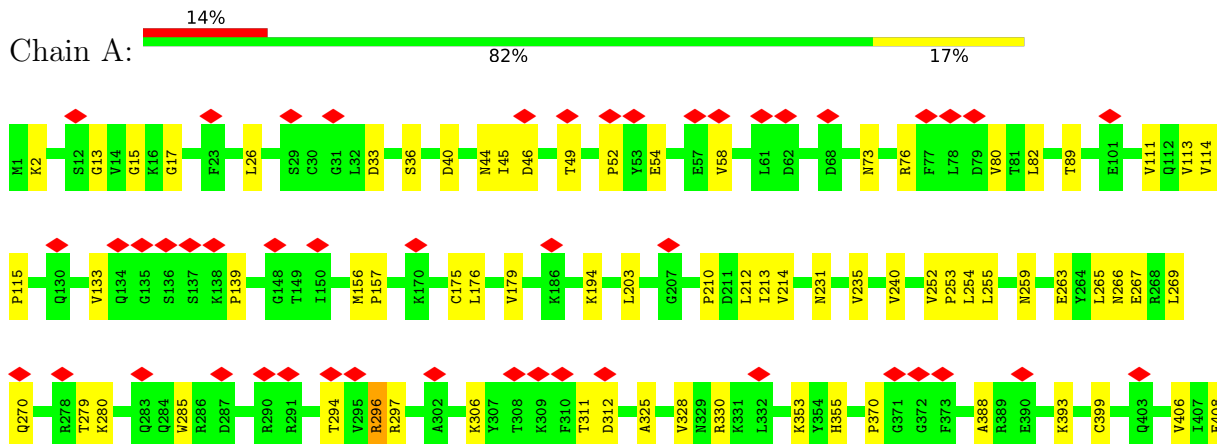 14%
Chain A:
82% 17%
M1 K2 S12 G13 V14 G15 K16 G17 F23 L26 S29 C30 G31 L32 D33 S36 D40 N44 I45 D46 T49 P52 Y53 E54 E57 V58 L61 D62 D68 N73 R76 F77 L78 D79 V80 T81 L82 T89 E101 V111 Q112 V113 V114
P115 Q130 V133 Q134 G135 S136 S137 K138 P139 G148 T149 I150 M156 P157 K170 C175 L176 V179 K186 K194 L203 G207 P210 D211 L212 I213 V214 N231 V235 V240 V252 P253 L254 L255 N259 E263 Y264 L265 N266 E267 R268 L269
Q270 R278 T279 K280 Q283 Q284 W285 R286 D287 R290 R291 T294 V295 R296 R297 A302 K306 Y307 T308 K309 F310 T311 D312 A325 V328 N329 R330 K331 L332 K353 Y354 H355 P370 G371 G372 F373 A388 R389 E390 K393 C399 Q403 V406 I407